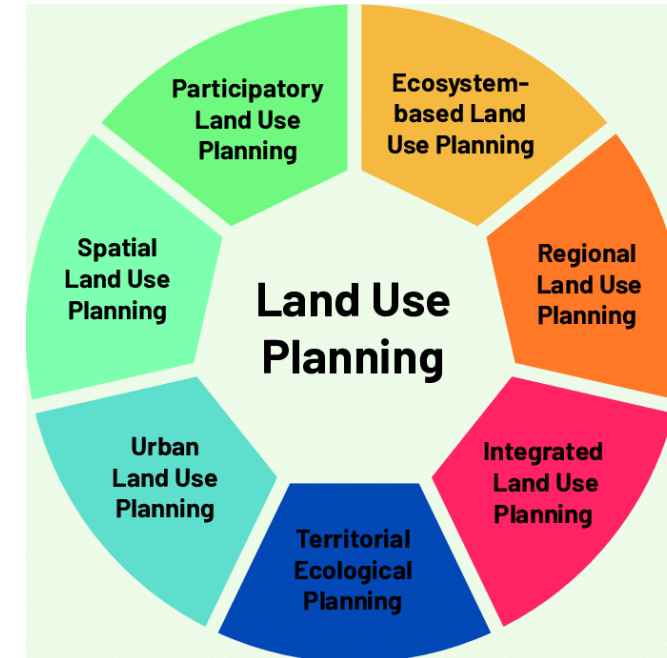 Participatory
Land Use
Planning
Ecosystem-
based Land
Use Planning
Regional
Land Use
Planning
Integrated
Land Use
Planning
Territorial
Ecological
Planning
Urban
Land Use
Planning
Spatial
Land Use
Planning
Land Use
Planning